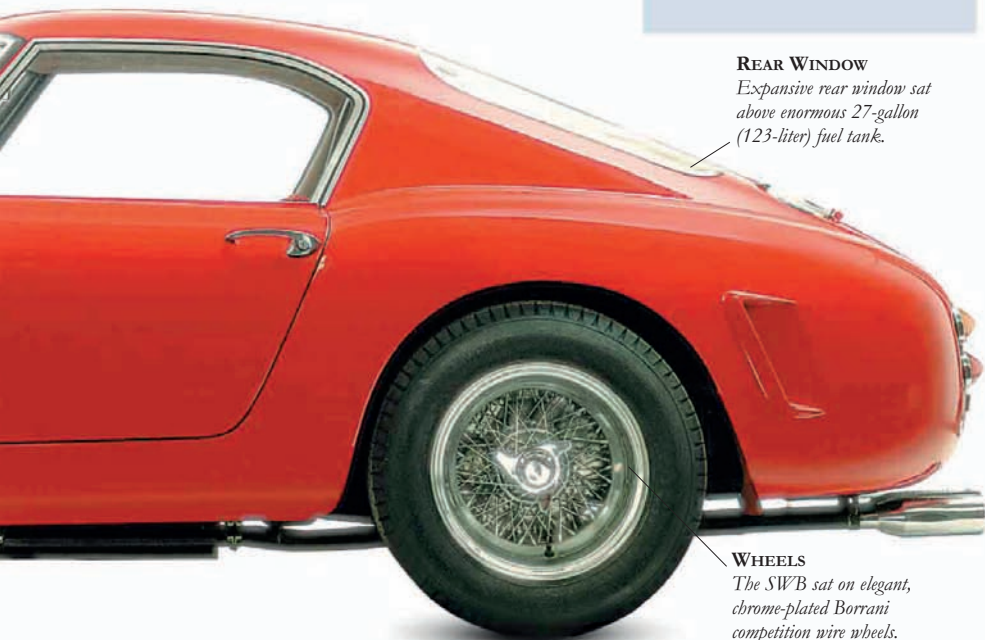 REAR WINDOW
Expansive rear window sat
above enormous 27-gallon
(123-liter) fuel tank.
WHEELS
The SWB sat on elegant,
chrome-plated Borrani
competition wire wheels.